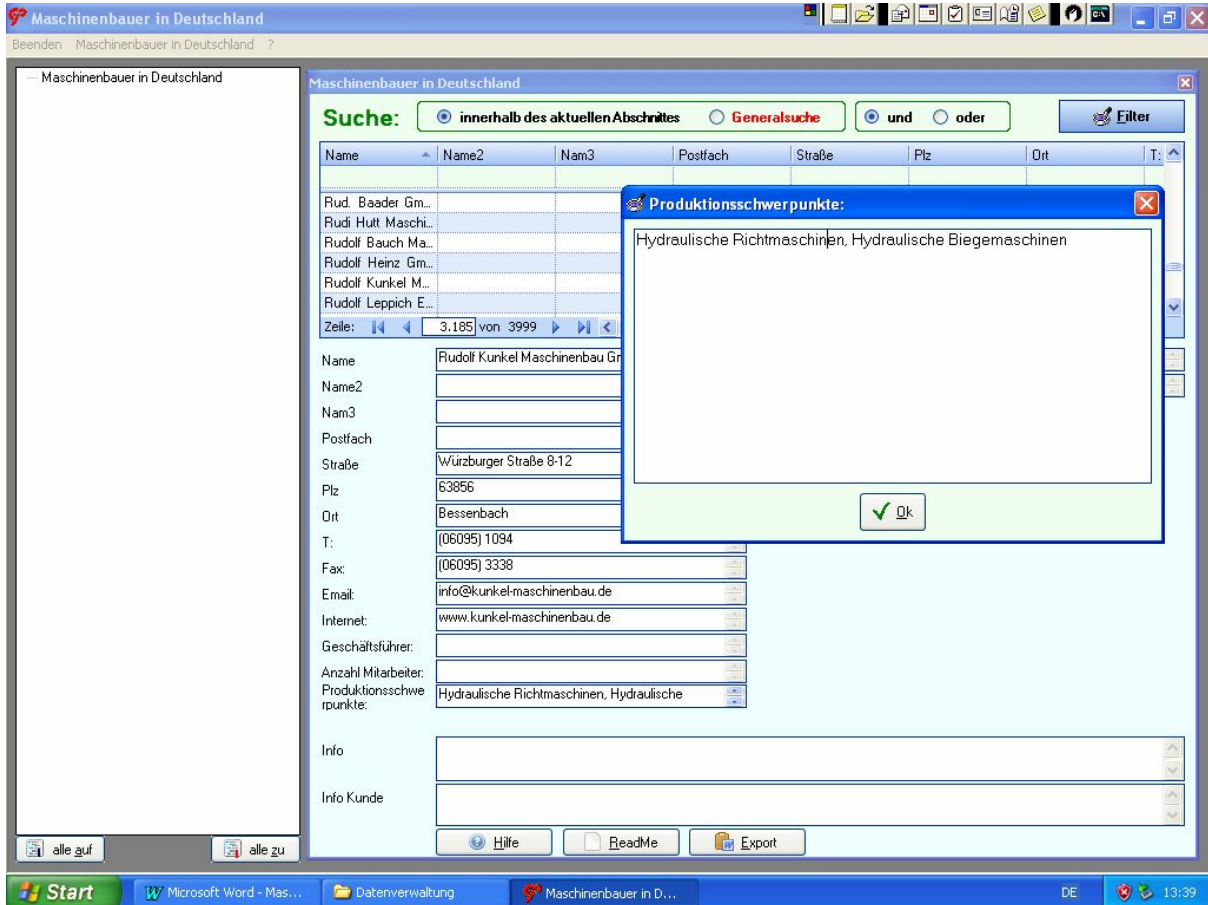 Maschinenbauer in Deutschland
Beenden Maschinenbauer in Deutschland ?
Maschinenbauer in Deutschland
Maschinenbauer in Deutschland
Suche: innerhalb des aktuellen Abschnittes Generalsuche und oder Filter
Name Name2 Nam3 Postfach Straße Plz Ort T:
Rud. Baader Gm...
Rudi Hutt Maschi...
Rudolf Bauch Ma...
Rudolf Heinz Gm...
Rudolf Kunkel M...
Rudolf Leppich E...
Zeile: 3.185 von 3999
Produktionsschwerpunkte:
Hydraulische Richtmaschinen, Hydraulische Biegemaschinen
Ok
Name Rudolf Kunkel Maschinenbau
Name2
Nam3
Postfach
Straße Würzburger Straße 8-12
Plz 63856
Ort Bessenbach
T: (06095) 1094
Fax: (06095) 3338
Email: info@kunkel-maschinenbau.de
Internet: www.kunkel-maschinenbau.de
Geschäftsführer:
Anzahl Mitarbeiter:
Produktionsschwe
rpunkte: Hydraulische Richtmaschinen, Hydraulische
Info
Info Kunde
Hilfe ReadMe Export
alle auf alle zu
Start Microsoft Word - Mas... Datenverwaltung Maschinenbauer in D... DE 13:39